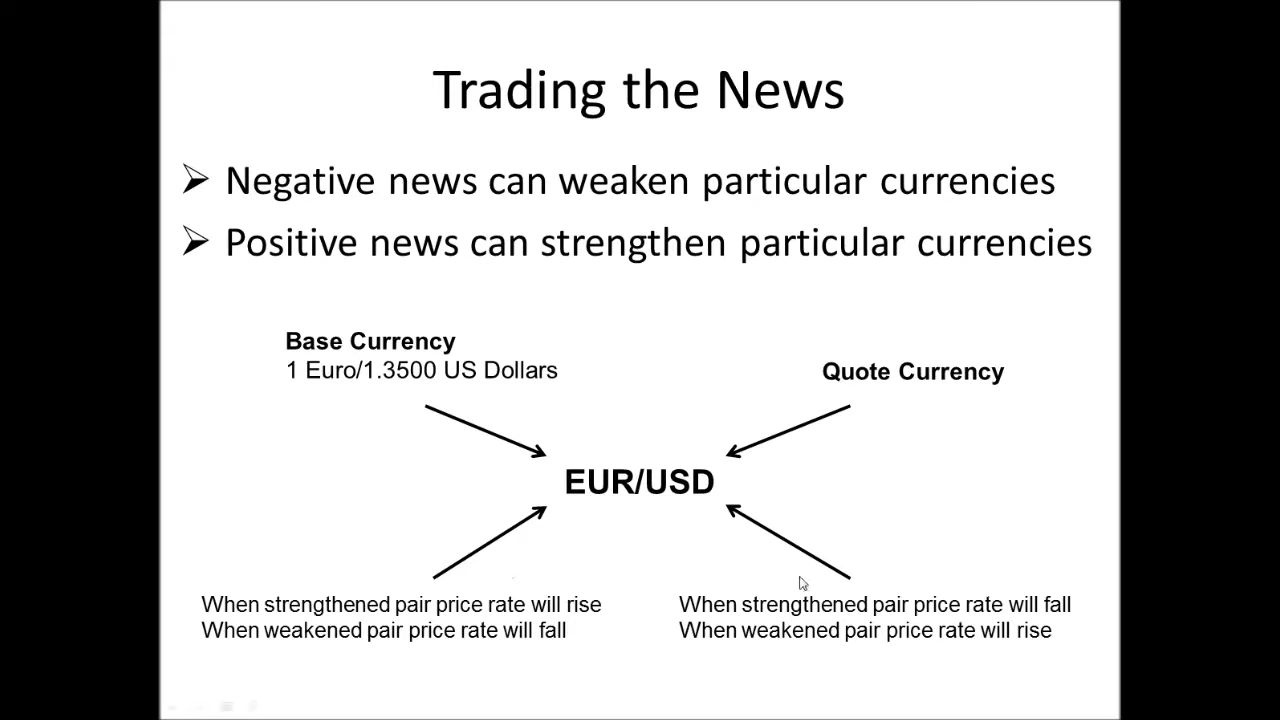 Trading the News
➢ Negative news can weaken particular currencies
➢ Positive news can strengthen particular currencies
Base Currency
1 Euro/1.3500 US Dollars
Quote Currency
EUR/USD
When strengthened pair price rate will rise
When weakened pair price rate will fall
When strengthened pair price rate will fall
When weakened pair price rate will rise